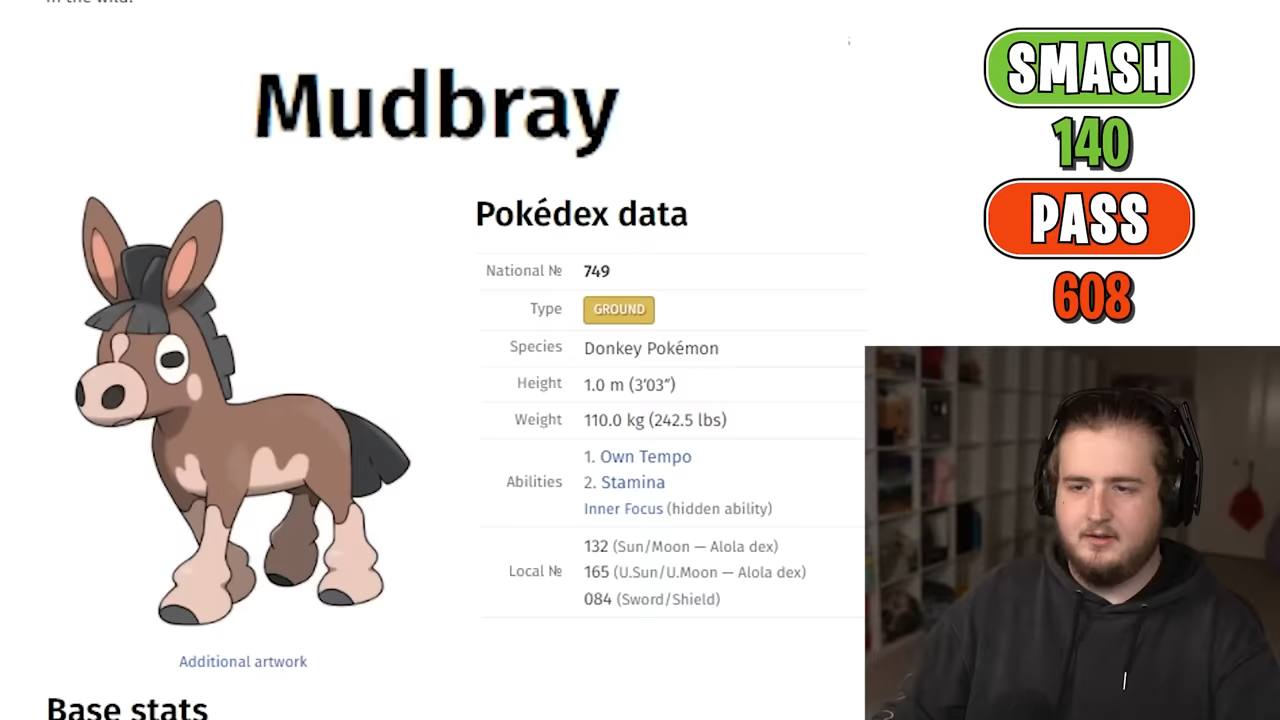 Mudbray
Pokédex data
National № 749
Type GROUND
Species Donkey Pokémon
Height 1.0 m (3′03″)
Weight 110.0 kg (242.5 lbs)
Abilities 1. Own Tempo
2. Stamina
Inner Focus (hidden ability)
Local № 132 (Sun/Moon — Alola dex)
165 (U.Sun/U.Moon — Alola dex)
084 (Sword/Shield)
Additional artwork
Base stats
SMASH
140
PASS
608